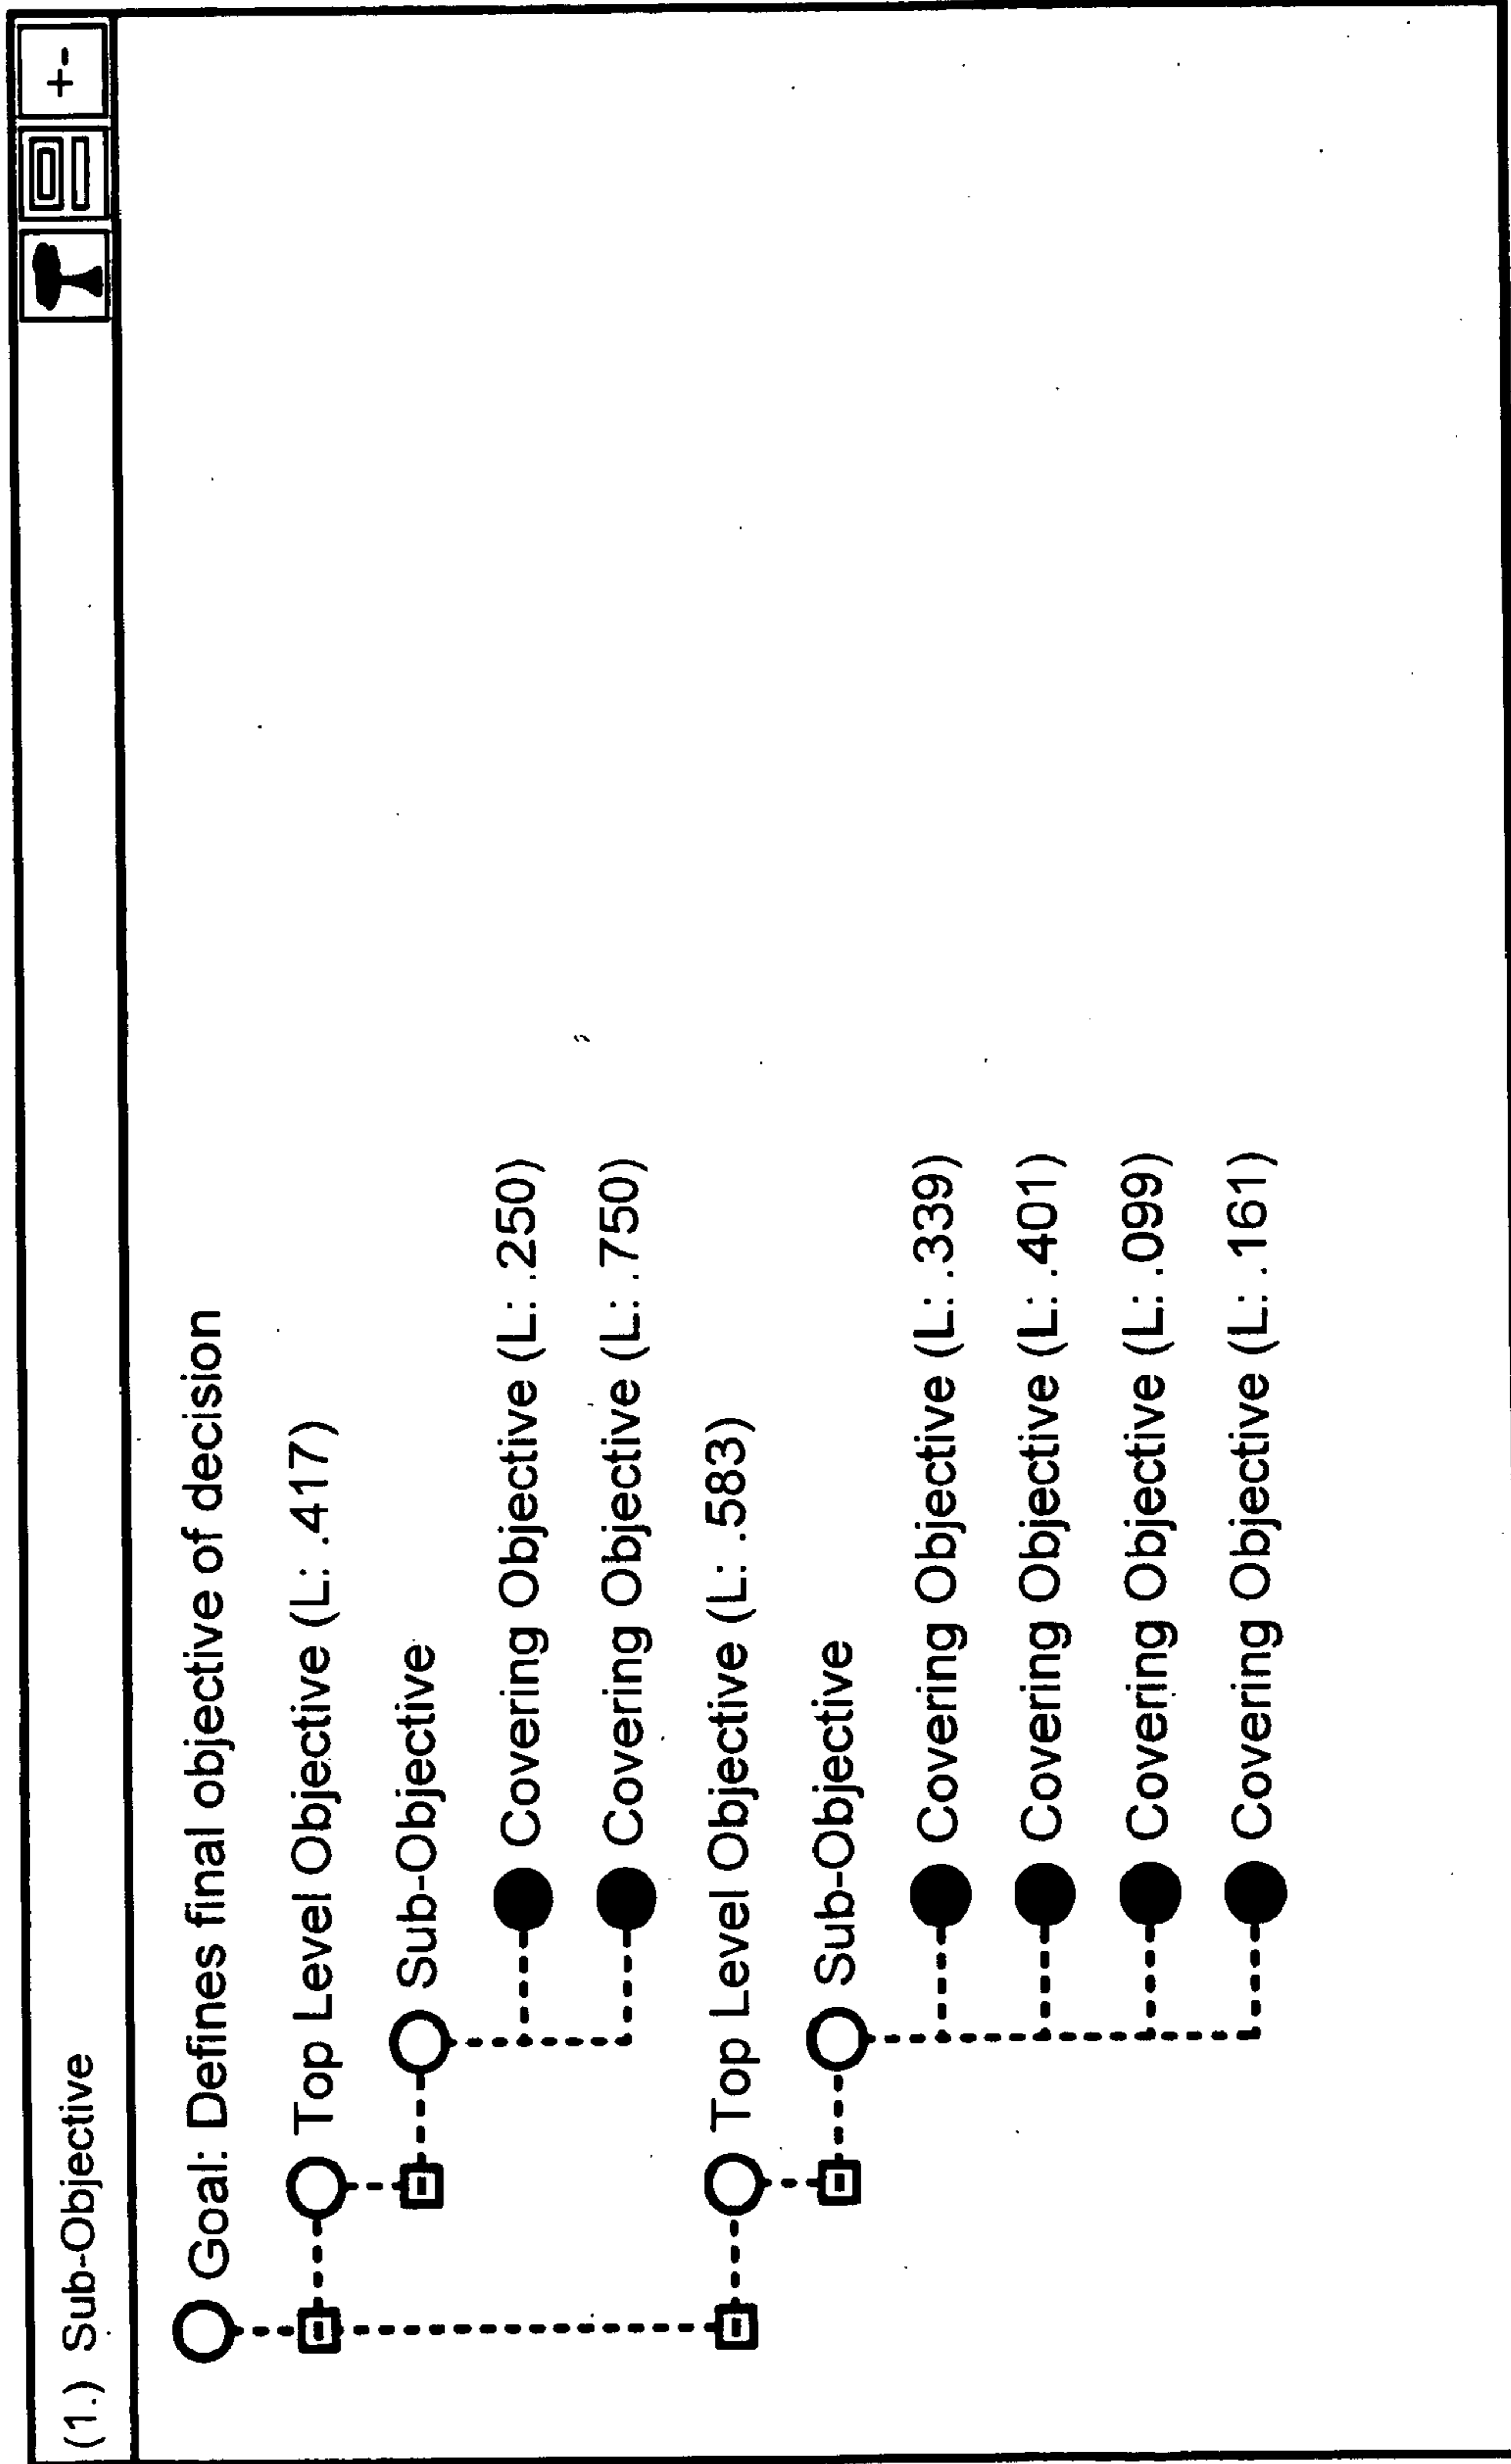 (1.) Sub-Objective
+-
Goal: Defines final objective of decision
Top Level Objective (L: .417)
Sub-Objective
Covering Objective (L: .250)
Covering Objective (L: .750)
Top Level Objective (L: .583)
Sub-Objective
Covering Objective (L: .339)
Covering Objective (L: .401)
Covering Objective (L: .099)
Covering Objective (L: .161)